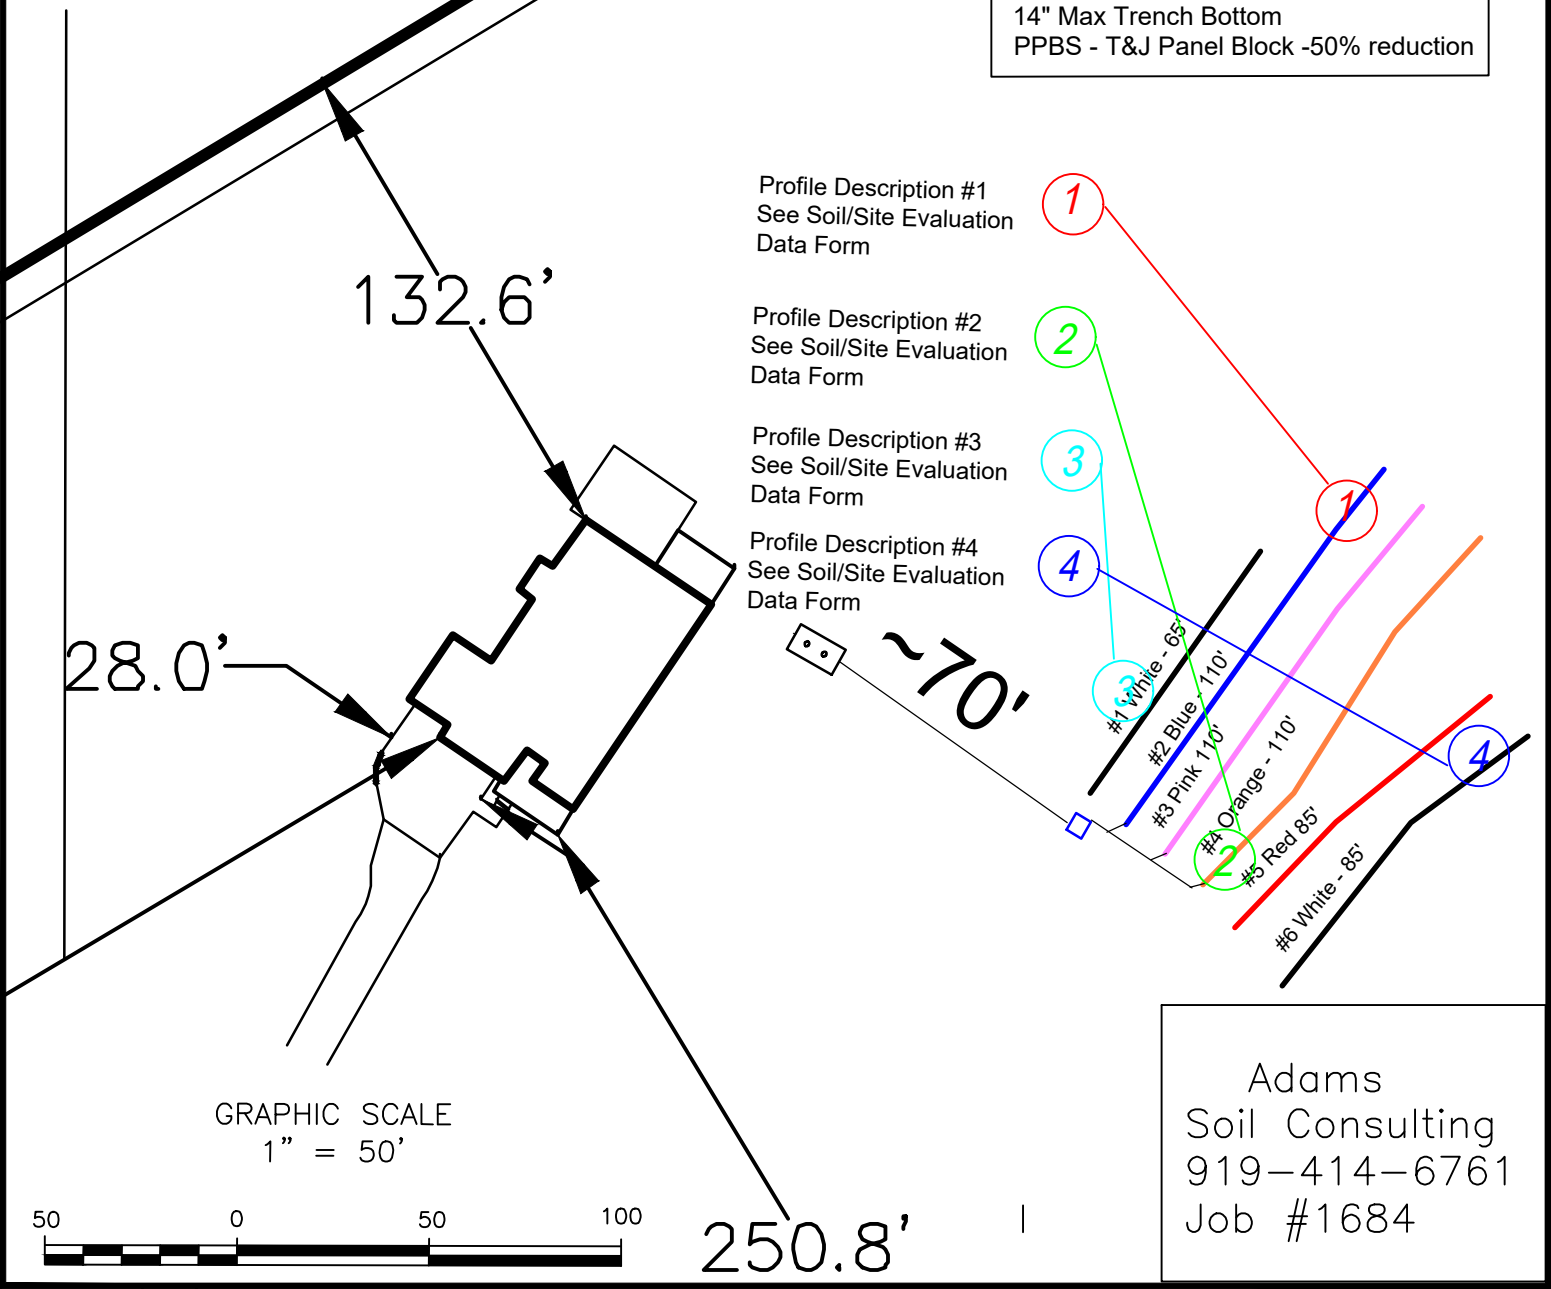 14" Max Trench Bottom
PPBS - T&J Panel Block -50% reduction
Profile Description #1
See Soil/Site Evaluation
Data Form
1
132.6’
Profile Description #2
See Soil/Site Evaluation
Data Form
2
Profile Description #3
See Soil/Site Evaluation
Data Form
3
1
Profile Description #4
See Soil/Site Evaluation
Data Form
4
28.0’
~70'
3
#1 White - 65'
#2 Blue - 110'
#3 Pink 110'
#4 Orange - 110'
#5 Red 85'
#6 White - 85'
4
2
GRAPHIC SCALE
1” = 50’
50 0 50 100
250.8’
Adams
Soil Consulting
919-414-6761
Job #1684